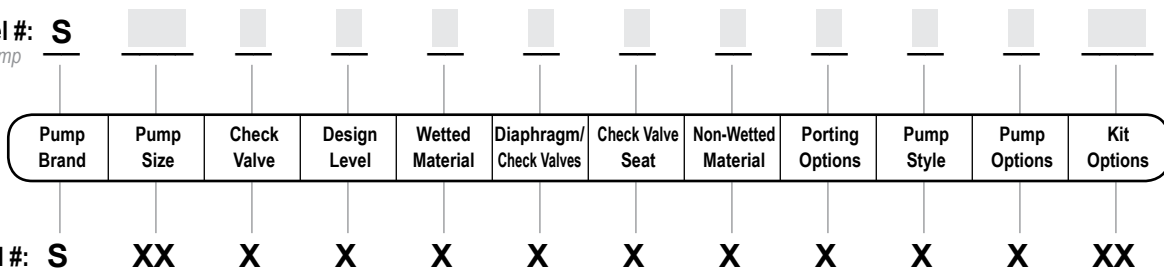 #: S
Pump Pump Check Design Wetted Diaphragm/ Check Valve Non-Wetted Porting Pump Pump Kit
Brand Size Valve Level Material Check Valves Seat Material Options Style Options Options
#: S XX X X X X X X X X X XX